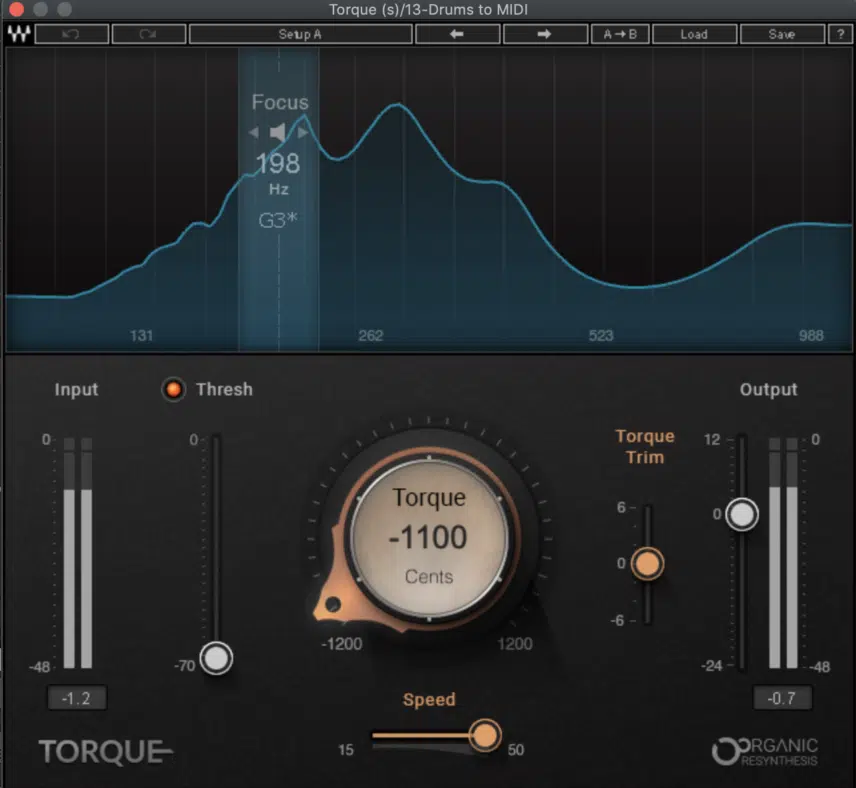 Torque (s)/13-Drums to MIDI
Setup A
A→B
Load
Save
?
Focus
198
Hz
G3*
131
262
523
988
Input
Thresh
Output
0
0
Torque
Trim
12
0
Torque
-1100
Cents
6
0
0
-6
-1200
1200
-48
-70
-24
-48
-1.2
-0.7
Speed
15
50
TORQUE
ORGANIC
RESYNTHESIS